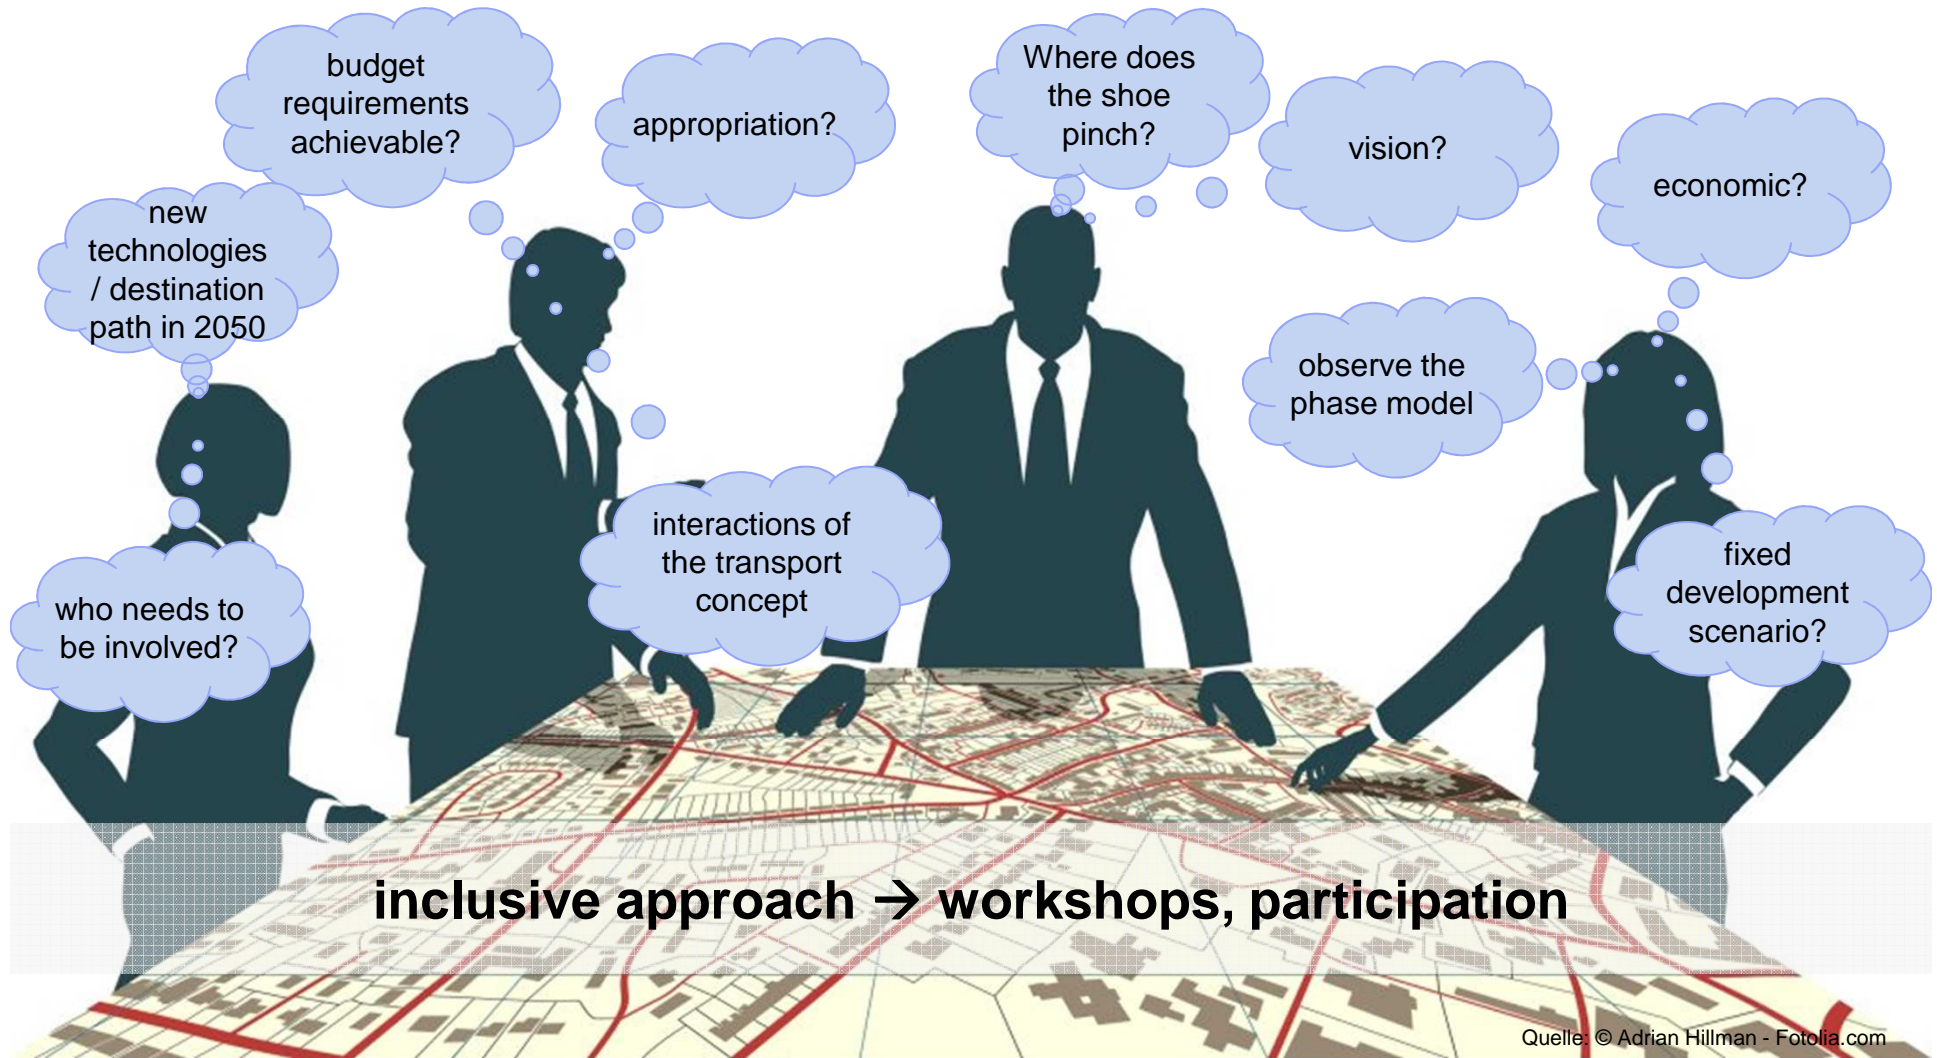 budget
requirements
achievable?
appropriation?
Where does
the shoe
pinch?
vision?
economic?
new
technologies
/ destination
path in 2050
observe the
phase model
who needs to
be involved?
interactions of
the transport
concept
fixed
development
scenario?
inclusive approach → workshops, participation
Quelle: © Adrian Hillman - Fotolia.com